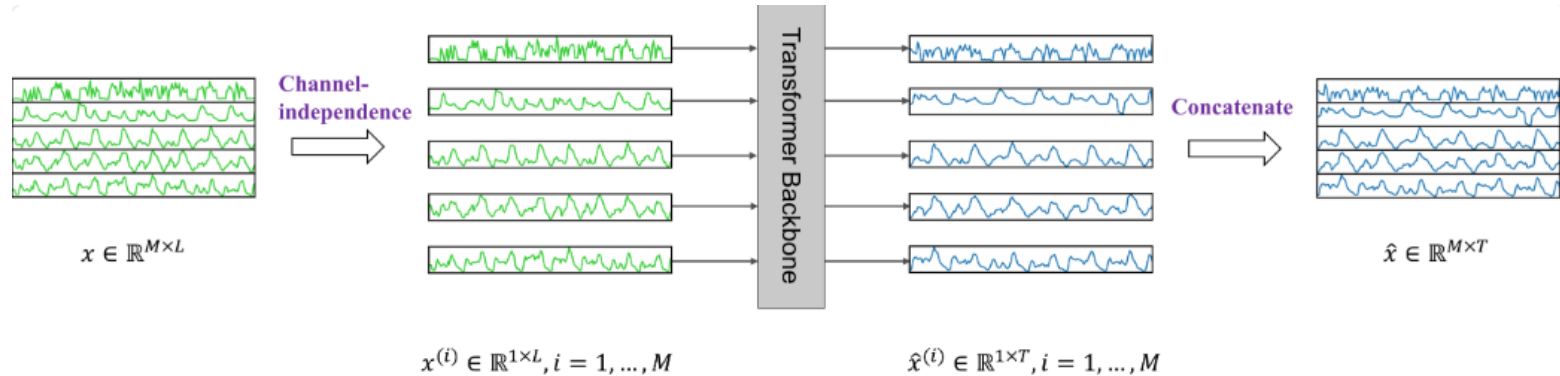 Channel-
independence
Transformer Backbone
Concatenate
x ∈ ℝ^{M×L}
x̂ ∈ ℝ^{M×T}
x^{(i)} ∈ ℝ^{1×L}, i = 1, …, M
x̂^{(i)} ∈ ℝ^{1×T}, i = 1, …, M